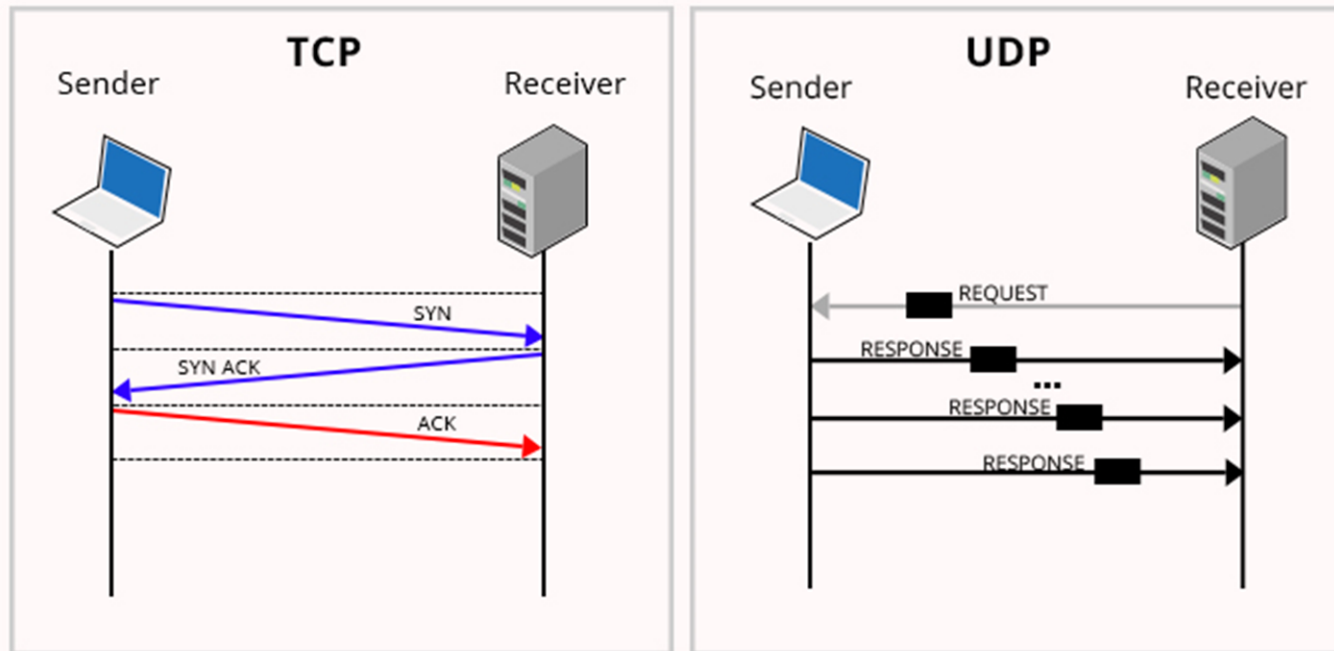 TCP
Sender
Receiver
SYN
SYN ACK
ACK
UDP
Sender
Receiver
REQUEST
RESPONSE
...
RESPONSE
RESPONSE